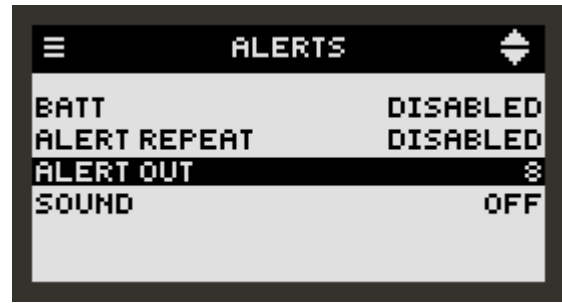 ALERTS
BATT DISABLED
ALERT REPEAT DISABLED
ALERT OUT 8
SOUND OFF